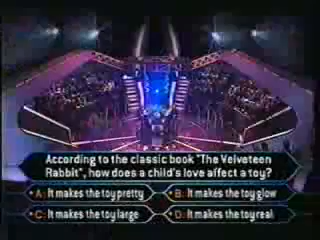 According to the classic book "The Velveteen
Rabbit", how does a child's love affect a toy?
A: It makes the toy pretty
B: It makes the toy glow
C: It makes the toy large
D: It makes the toy real